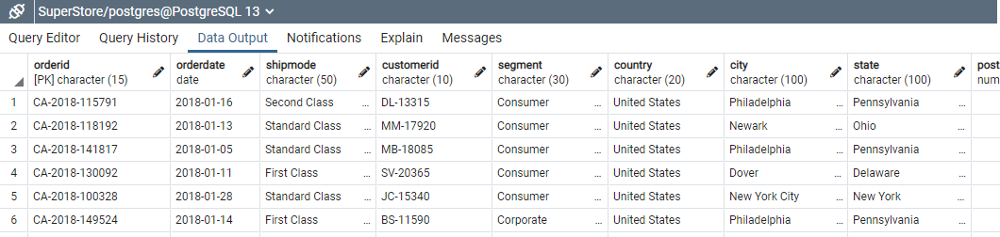 SuperStore/postgres@PostgreSQL 13
Query Editor Query History Data Output Notifications Explain Messages
orderid orderdate shipmode customerid segment country city state post
[PK] character (15) date character (50) character (10) character (30) character (20) character (100) character (100) num
1 CA-2018-115791 2018-01-16 Second Class ... DL-13315 Consumer ... United States Philadelphia ... Pennsylvania ...
2 CA-2018-118192 2018-01-13 Standard Class ... MM-17920 Consumer ... United States Newark ... Ohio ...
3 CA-2018-141817 2018-01-05 Standard Class ... MB-18085 Consumer ... United States Philadelphia ... Pennsylvania ...
4 CA-2018-130092 2018-01-11 First Class ... SV-20365 Consumer ... United States Dover ... Delaware ...
5 CA-2018-100328 2018-01-28 Standard Class ... JC-15340 Consumer ... United States New York City ... New York ...
6 CA-2018-149524 2018-01-14 First Class ... BS-11590 Corporate ... United States Philadelphia ... Pennsylvania ...